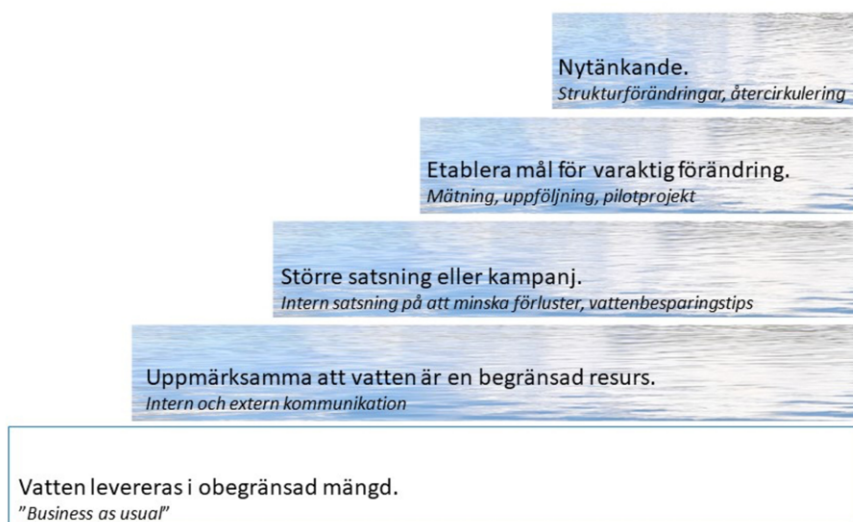 Nytänkande.
Strukturförändringar, återcirkulering
Etablera mål för varaktig förändring.
Mätning, uppföljning, pilotprojekt
Större satsning eller kampanj.
Intern satsning på att minska förluster, vattenbesparingstips
Uppmärksamma att vatten är en begränsad resurs.
Intern och extern kommunikation
Vatten levereras i obegränsad mängd.
”Business as usual”